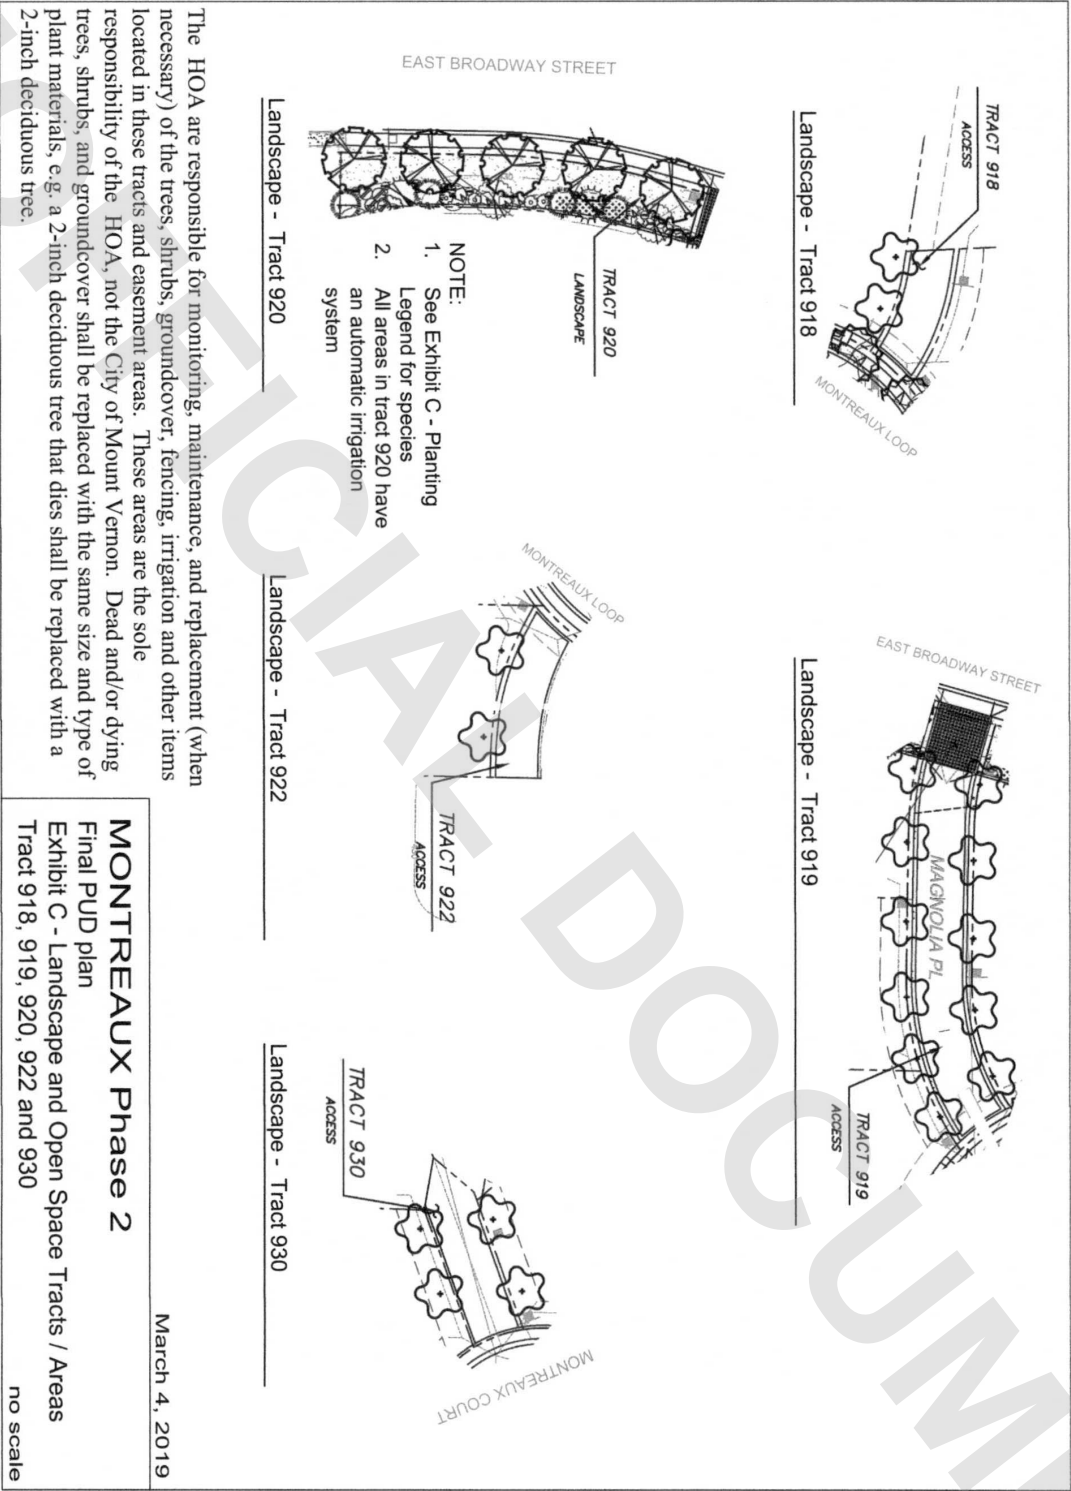 TRACT 918
ACCESS
MONTREAUX LOOP
Landscape - Tract 918
EAST BROADWAY STREET
MAGNOLIA PL
TRACT 919
ACCESS
Landscape - Tract 919
EAST BROADWAY STREET
TRACT 920
LANDSCAPE
NOTE:
1. See Exhibit C - Planting
Legend for species
2. All areas in tract 920 have
an automatic irrigation
system
Landscape - Tract 920
MONTREAUX LOOP
TRACT 922
ACCESS
Landscape - Tract 922
TRACT 930
ACCESS
MONTREAUX COURT
Landscape - Tract 930
The HOA are responsible for monitoring, maintenance, and replacement (when
necessary) of the trees, shrubs, groundcover, fencing, irrigation and other items
located in these tracts and easement areas. These areas are the sole
responsibility of the HOA, not the City of Mount Vernon. Dead and/or dying
trees, shrubs, and groundcover shall be replaced with the same size and type of
plant materials, e.g. a 2-inch deciduous tree that dies shall be replaced with a
2-inch deciduous tree.
March 4, 2019
MONTREAUX Phase 2
Final PUD plan
Exhibit C - Landscape and Open Space Tracts / Areas
Tract 918, 919, 920, 922 and 930
no scale
OFFICIAL DOCUM